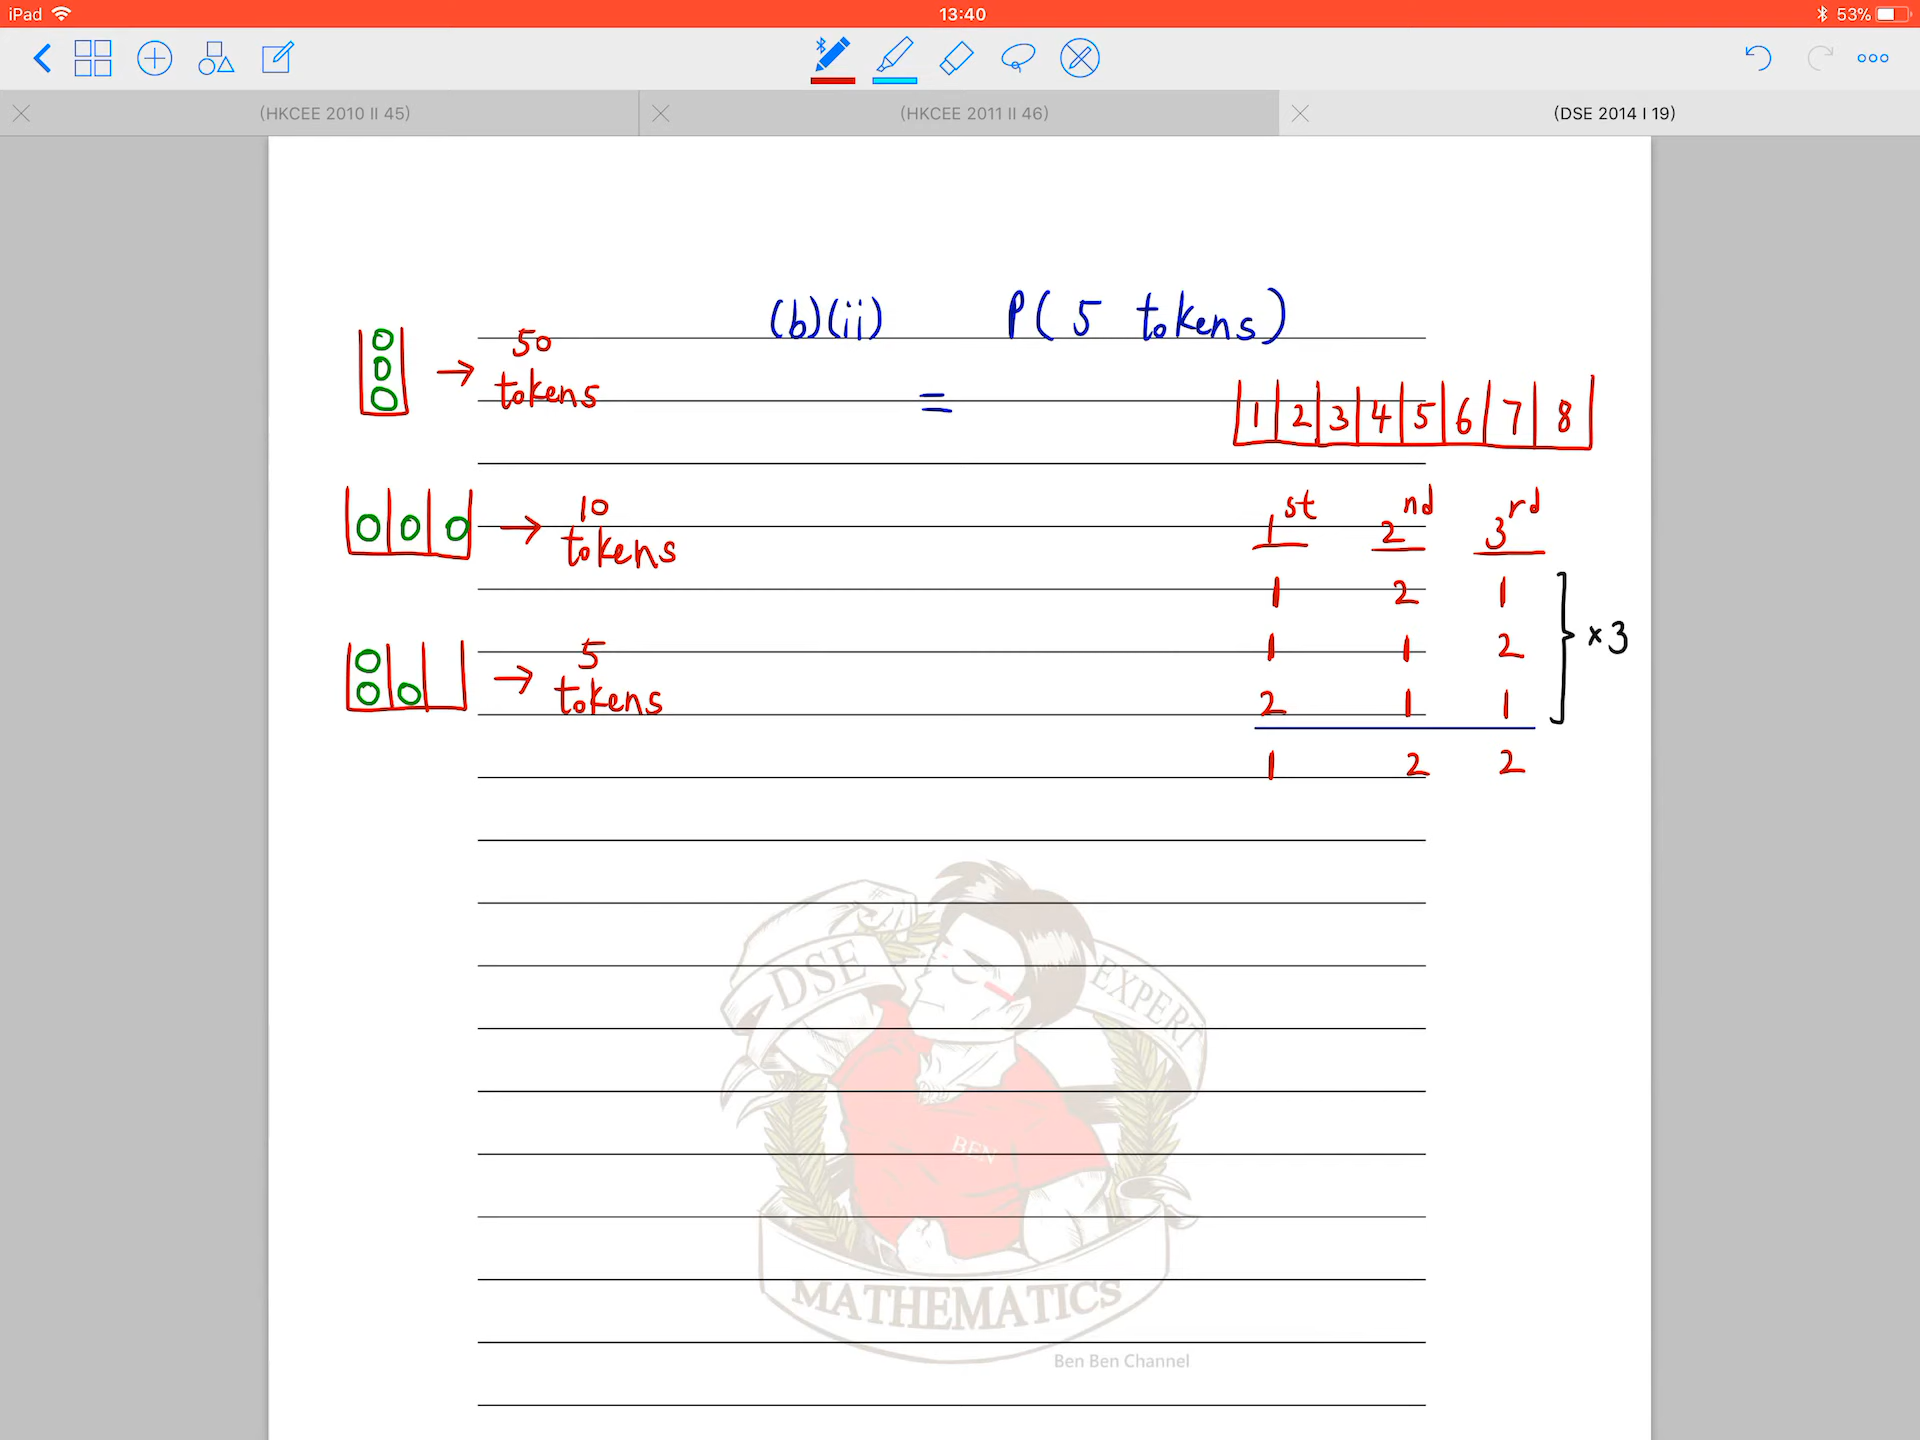 iPad 13:40 53%
(HKCEE 2010 II 45) (HKCEE 2011 II 46) (DSE 2014 I 19)
(b)(ii) P( 5 tokens )
→ 50 tokens
=
1 2 3 4 5 6 7 8
→ 10 tokens
1st 2nd 3rd
1 2 1
1 1 2
2 1 1
× 3
→ 5 tokens
1 2 2
DSE EXPERT
BEN
MATHEMATICS
Ben Ben Channel